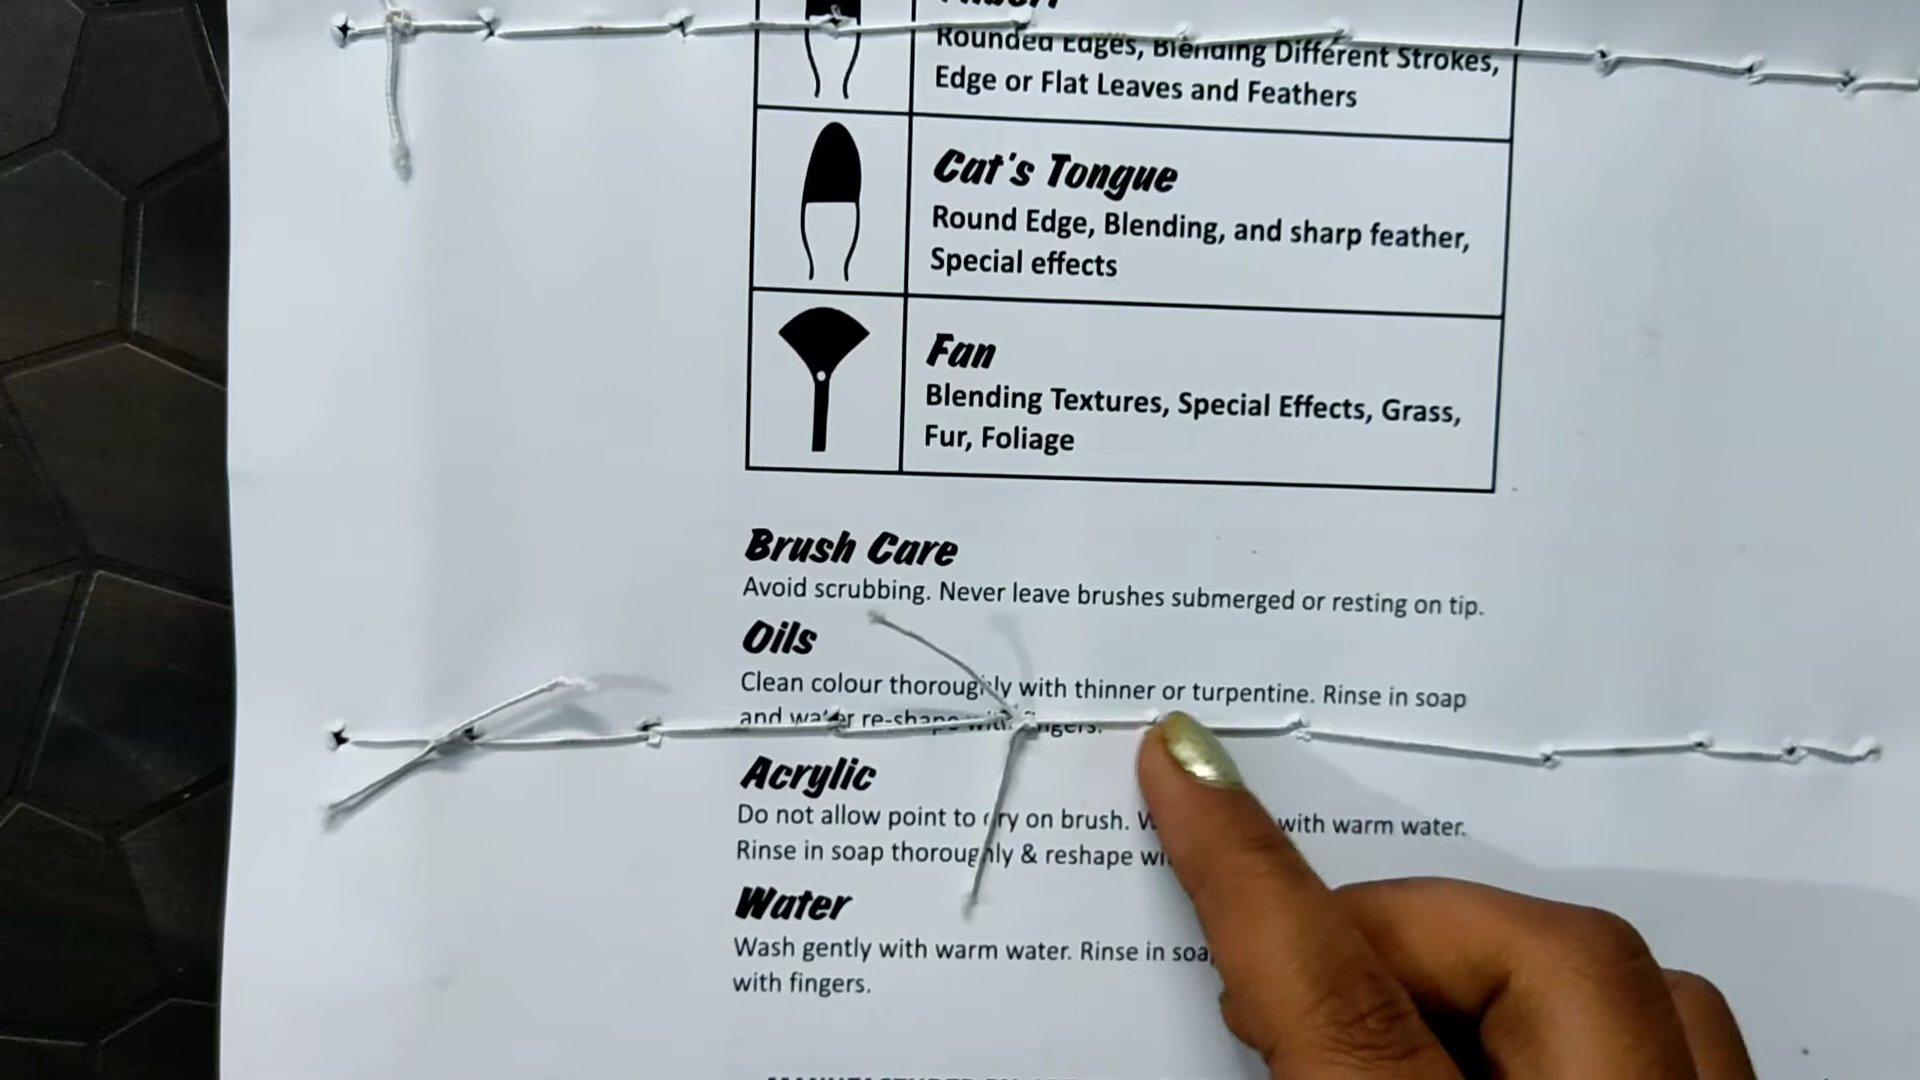 Rounded Edges, Blending Different Strokes,
Edge or Flat Leaves and Feathers
Cat's Tongue
Round Edge, Blending, and sharp feather,
Special effects
Fan
Blending Textures, Special Effects, Grass,
Fur, Foliage
Brush Care
Avoid scrubbing. Never leave brushes submerged or resting on tip.
Oils
Clean colour thoroughly with thinner or turpentine. Rinse in soap
and water re-shape with fingers.
Acrylic
Do not allow point to dry on brush. with warm water.
Rinse in soap thoroughly & reshape
Water
Wash gently with warm water. Rinse in
with fingers.